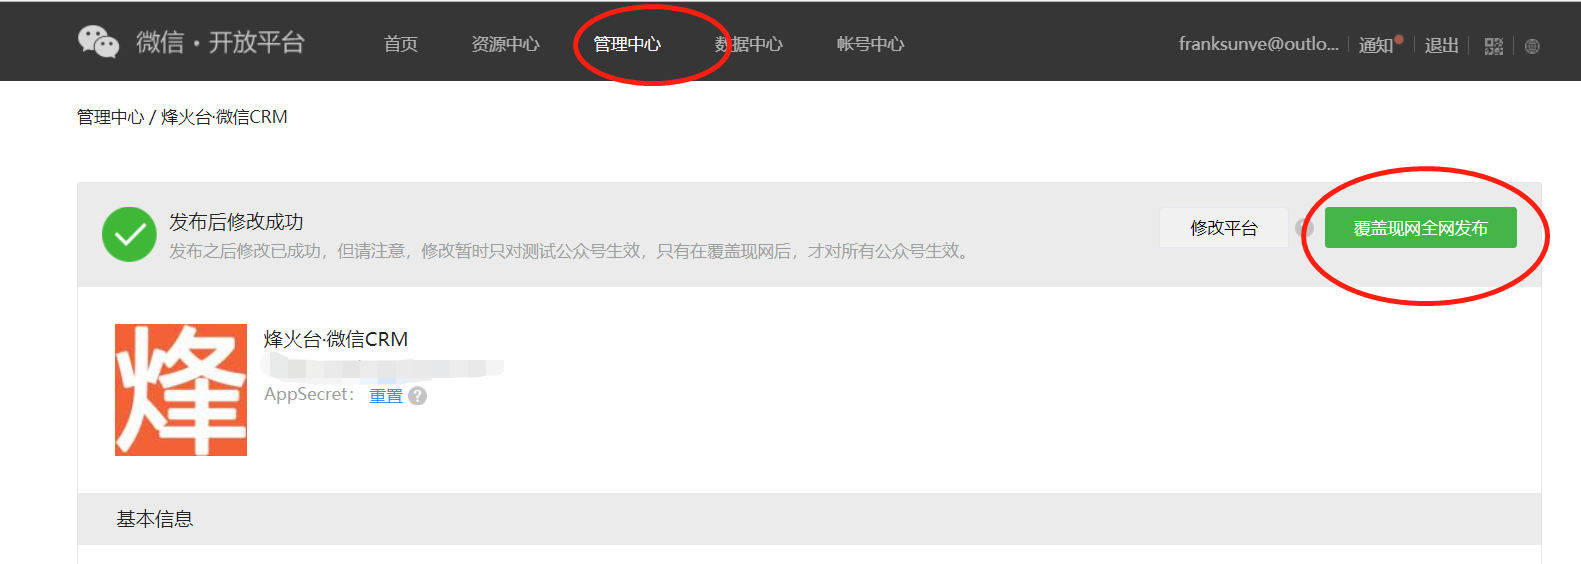 微信·开放平台 首页 资源中心 管理中心 数据中心 帐号中心 franksunye@outlo... 通知 退出
管理中心 / 烽火台·微信CRM
发布后修改成功
发布之后修改已成功，但请注意，修改暂时只对测试公众号生效，只有在覆盖现网后，才对所有公众号生效。
修改平台 覆盖现网全网发布
烽
烽火台·微信CRM
AppSecret： 重置 ?
基本信息